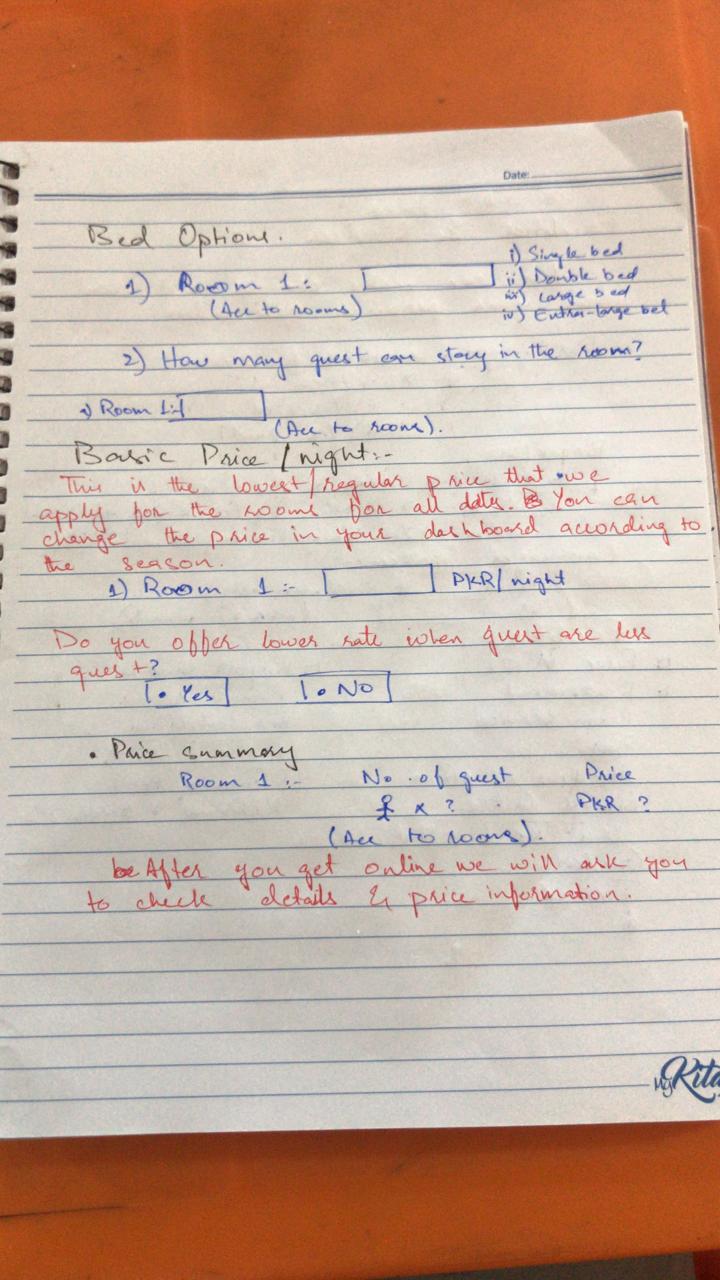 Date:
Bed Options.
1) Room 1: i) Single bed
(Acc to rooms) ii) Double bed
iii) Large bed
iv) Extra-large bed
2) How many guest can stay in the room?
a) Room 1:-
(Acc to rooms).
Basic Price / night:-
This is the lowest/regular price that we
apply for the rooms for all dates. You can
change the price in your dashboard according to
the season.
1) Room 1:- PKR/night
Do you offer lower rate when guest are less
guest?
• Yes • No
• Price summary
Room 1:- No. of guest Price
x ? PKR ?
(Acc to rooms).
After you get online we will ask you
to check details & price information.
My Kita